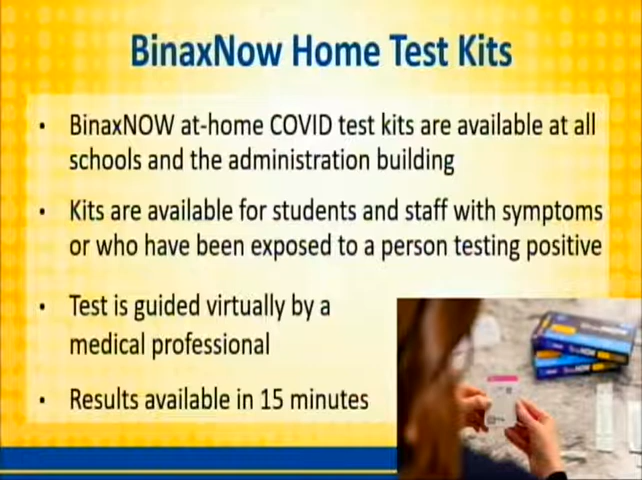 BinaxNow Home Test Kits
• BinaxNOW at-home COVID test kits are available at all
schools and the administration building
• Kits are available for students and staff with symptoms
or who have been exposed to a person testing positive
• Test is guided virtually by a
medical professional
• Results available in 15 minutes